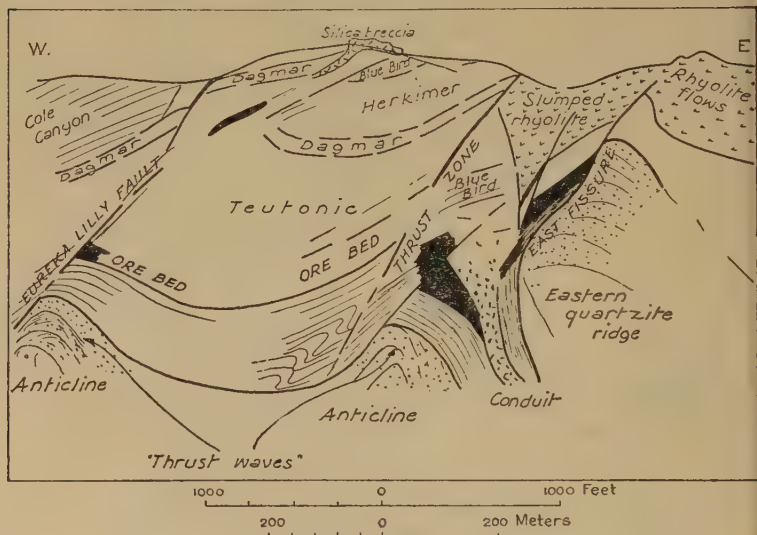 W.
E
Silica breccia
Dagmar
Blue Bird
Herkimer
Slumped
rhyolite
Rhyolite
flows
Cole
Canyon
Dagmar
Dagmar
EUREKA LILLY FAULT
Teutonic
THRUST ZONE
Blue
Bird
ORE BED
ORE BED
EAST FISSURE
Eastern
quartzite
ridge
Anticline
Anticline
Conduit
"Thrust waves"
1000 0 1000 Feet
200 0 200 Meters